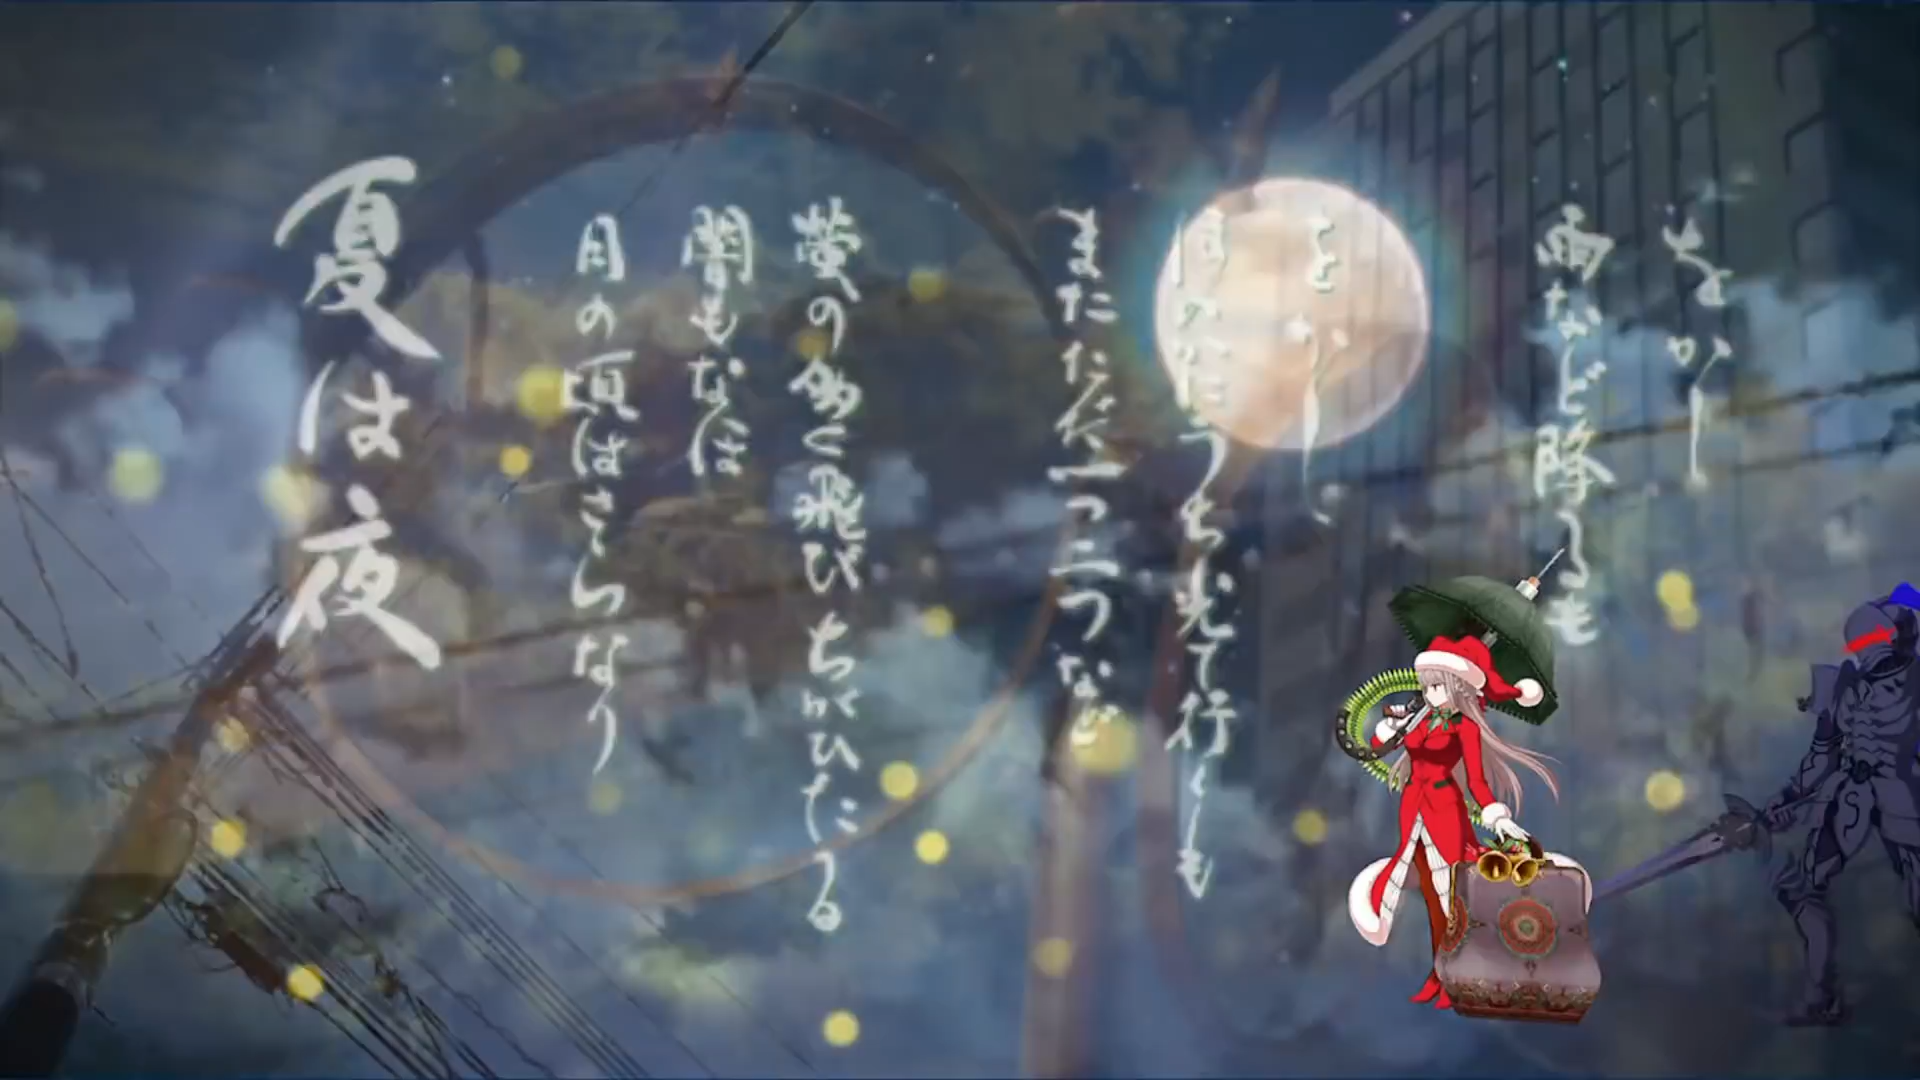 夏は夜
月の頃はさらなり
闇もなほ
螢の多く飛びちがひたる
まただた一つ二つなど
のかにうち光て行くも
をかし
雨など降るも
をかし